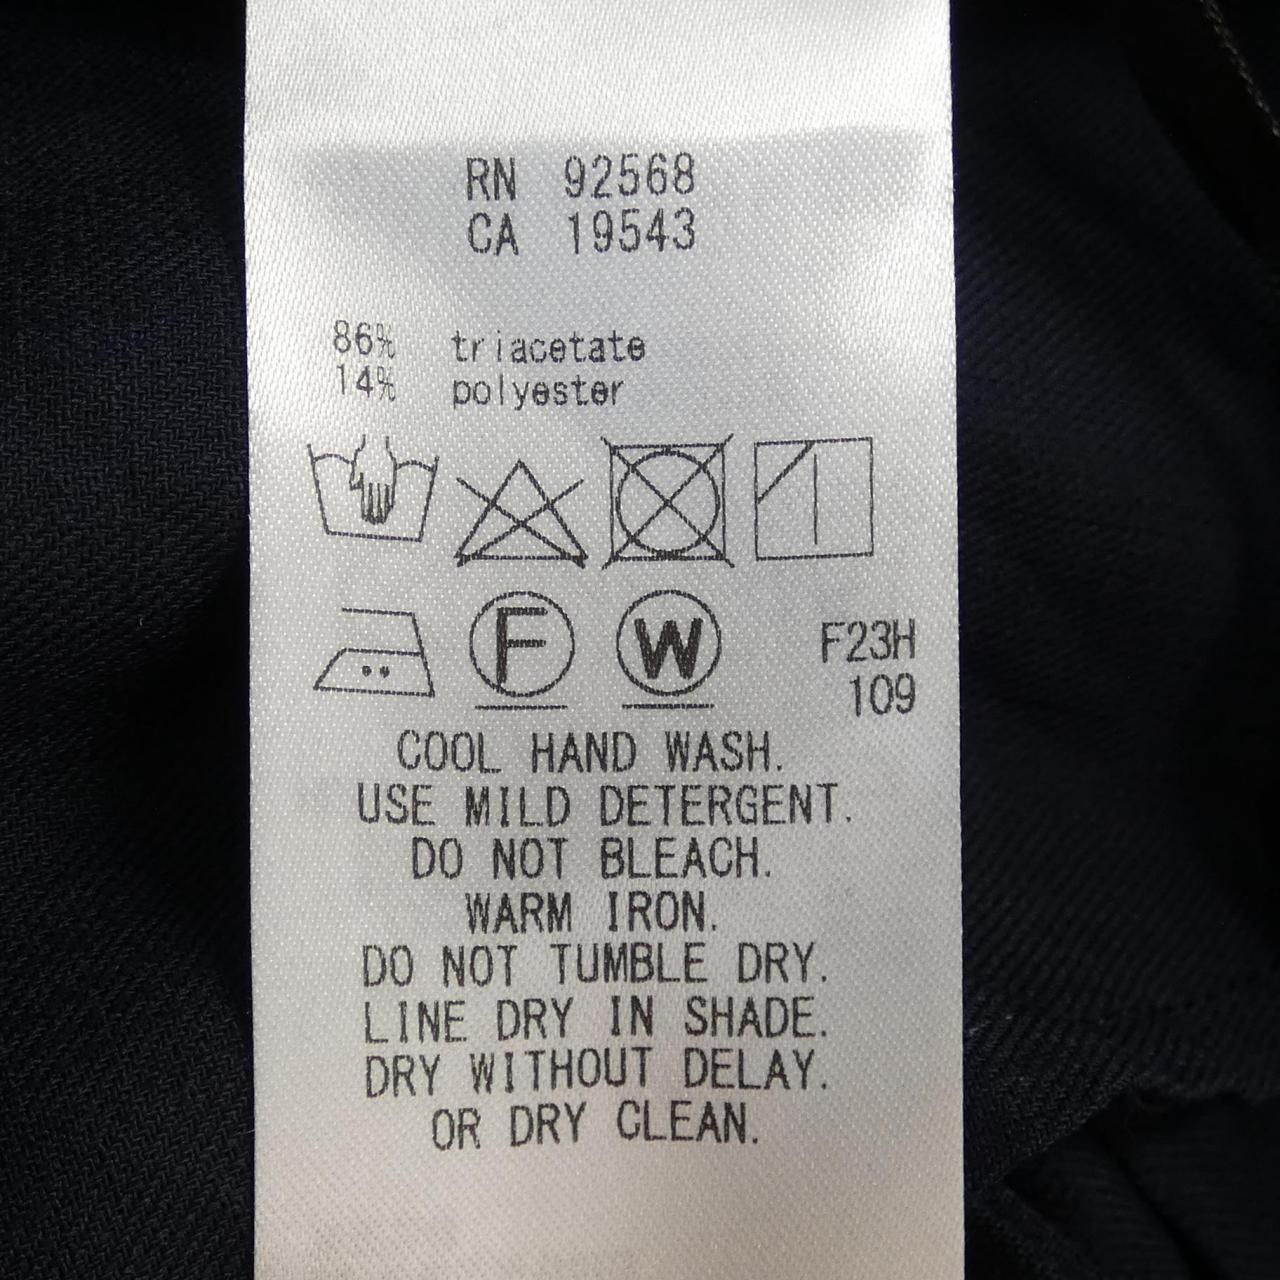 RN 92568
CA 19543
86% triacetate
14% polyester
F W F23H
109
COOL HAND WASH.
USE MILD DETERGENT.
DO NOT BLEACH.
WARM IRON.
DO NOT TUMBLE DRY.
LINE DRY IN SHADE.
DRY WITHOUT DELAY.
OR DRY CLEAN.